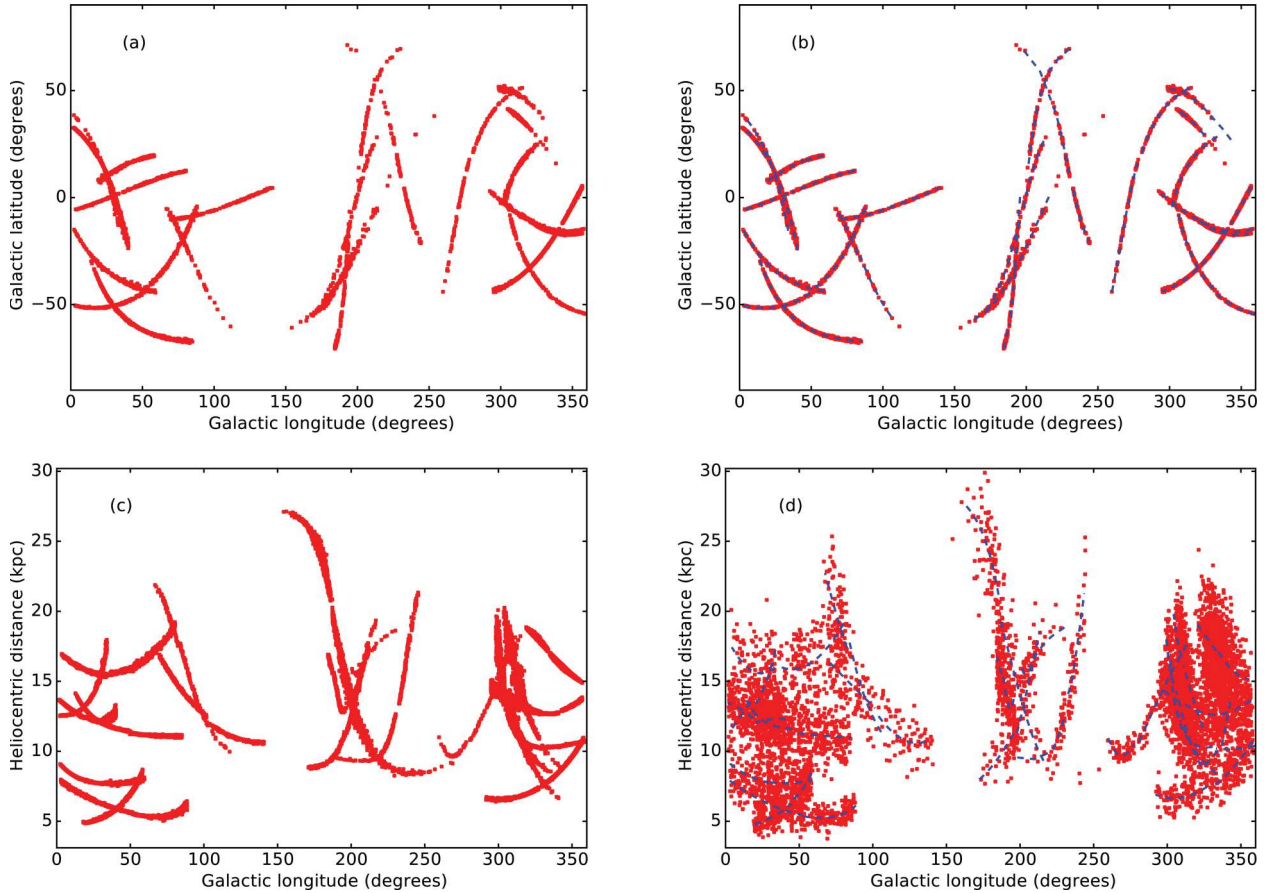 (a)
50
0
−50
Galactic latitude (degrees)
0 50 100 150 200 250 300 350
Galactic longitude (degrees)
(b)
50
0
−50
Galactic latitude (degrees)
0 50 100 150 200 250 300 350
Galactic longitude (degrees)
(c)
30
25
20
15
10
5
Heliocentric distance (kpc)
0 50 100 150 200 250 300 350
Galactic longitude (degrees)
(d)
30
25
20
15
10
5
Heliocentric distance (kpc)
0 50 100 150 200 250 300 350
Galactic longitude (degrees)